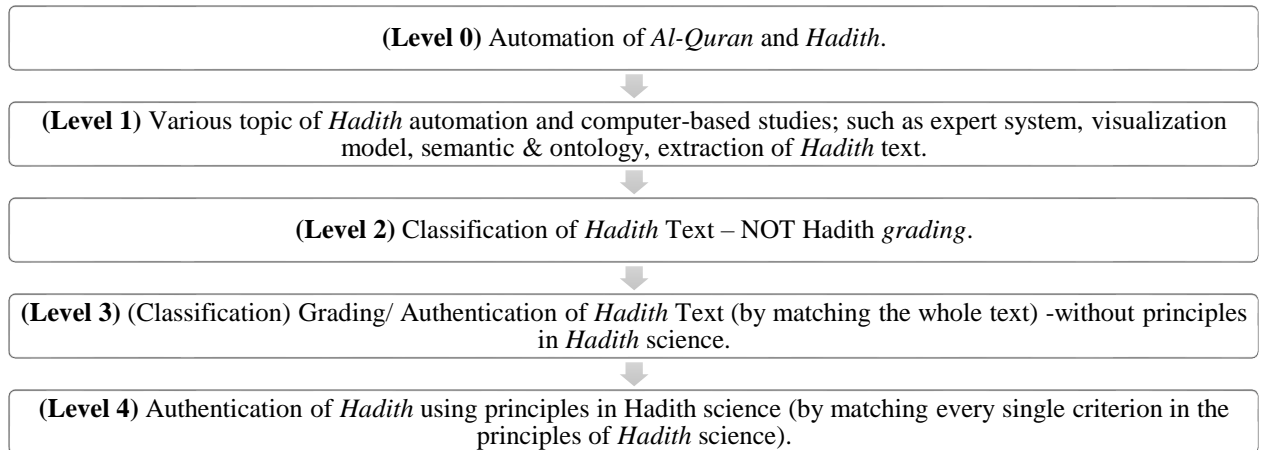 (Level 0) Automation of Al-Quran and Hadith.
(Level 1) Various topic of Hadith automation and computer-based studies; such as expert system, visualization
model, semantic & ontology, extraction of Hadith text.
(Level 2) Classification of Hadith Text – NOT Hadith grading.
(Level 3) (Classification) Grading/ Authentication of Hadith Text (by matching the whole text) -without principles
in Hadith science.
(Level 4) Authentication of Hadith using principles in Hadith science (by matching every single criterion in the
principles of Hadith science).